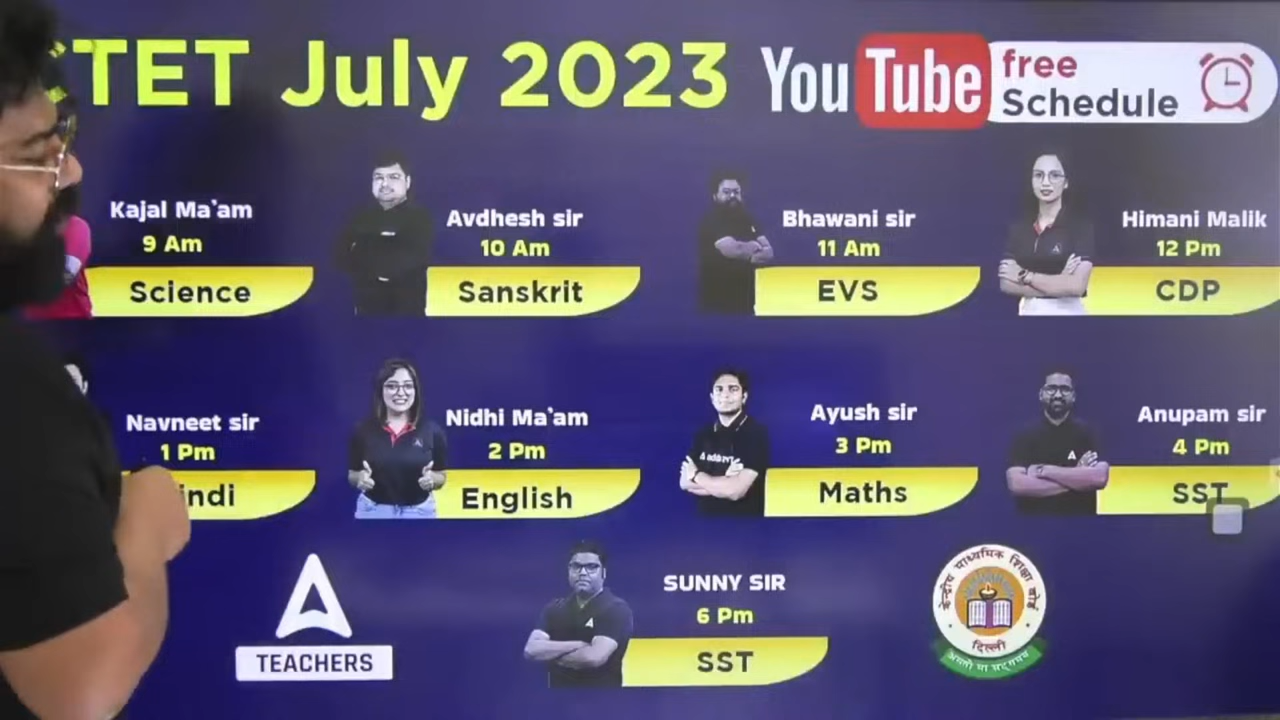 TET July 2023
YouTube
free
Schedule
Kajal Ma'am
9 Am
Science
Avdhesh sir
10 Am
Sanskrit
Bhawani sir
11 Am
EVS
Himani Malik
12 Pm
CDP
Navneet sir
1 Pm
indi
Nidhi Ma'am
2 Pm
English
Ayush sir
3 Pm
Maths
Anupam sir
4 Pm
SST
TEACHERS
SUNNY SIR
6 Pm
SST
केन्द्रीय माध्यमिक शिक्षा बोर्ड
दिल्ली